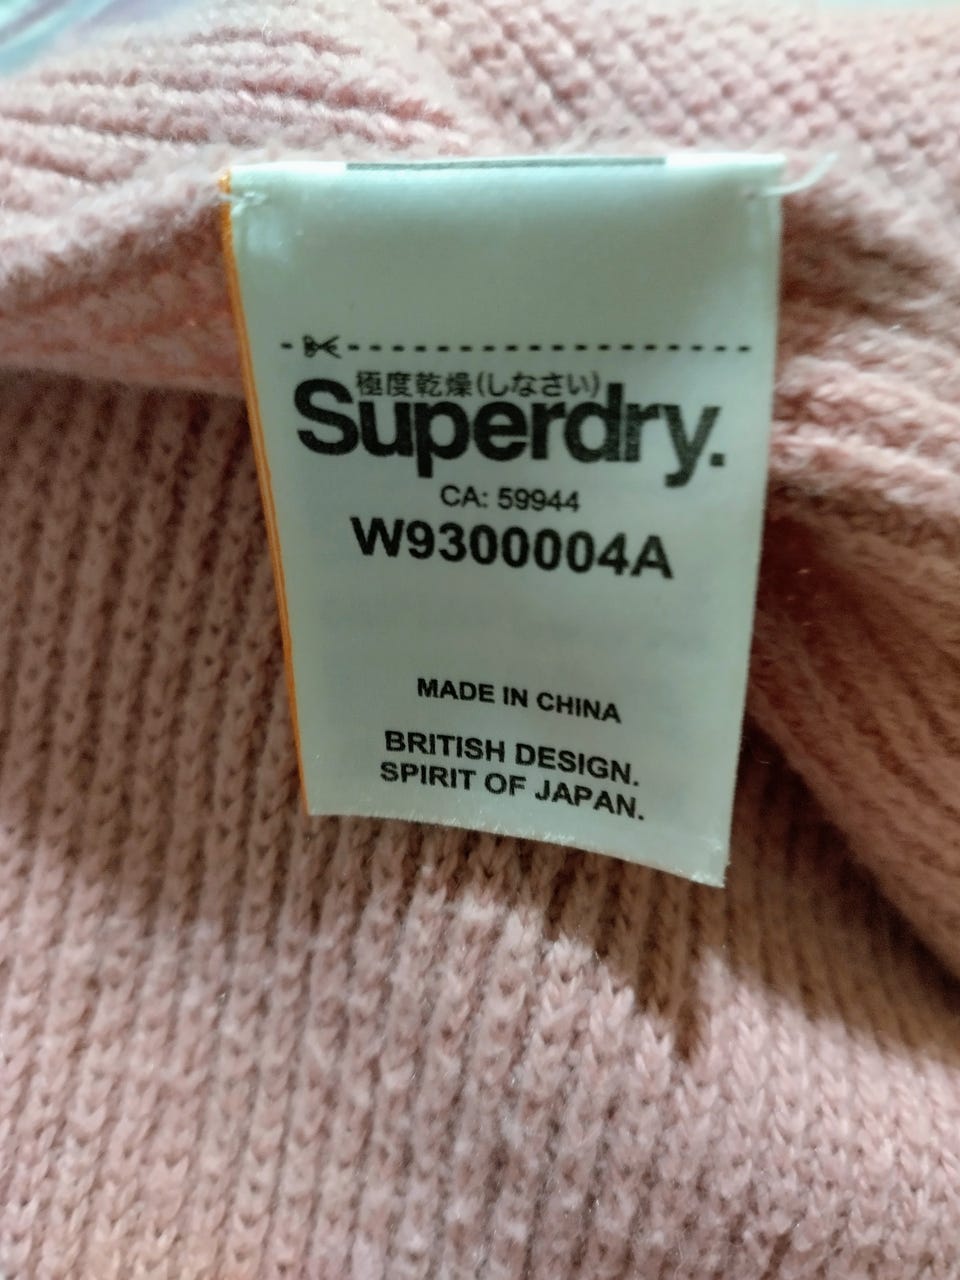 極度乾燥(しなさい)
Superdry.
CA: 59944
W9300004A
MADE IN CHINA
BRITISH DESIGN.
SPIRIT OF JAPAN.